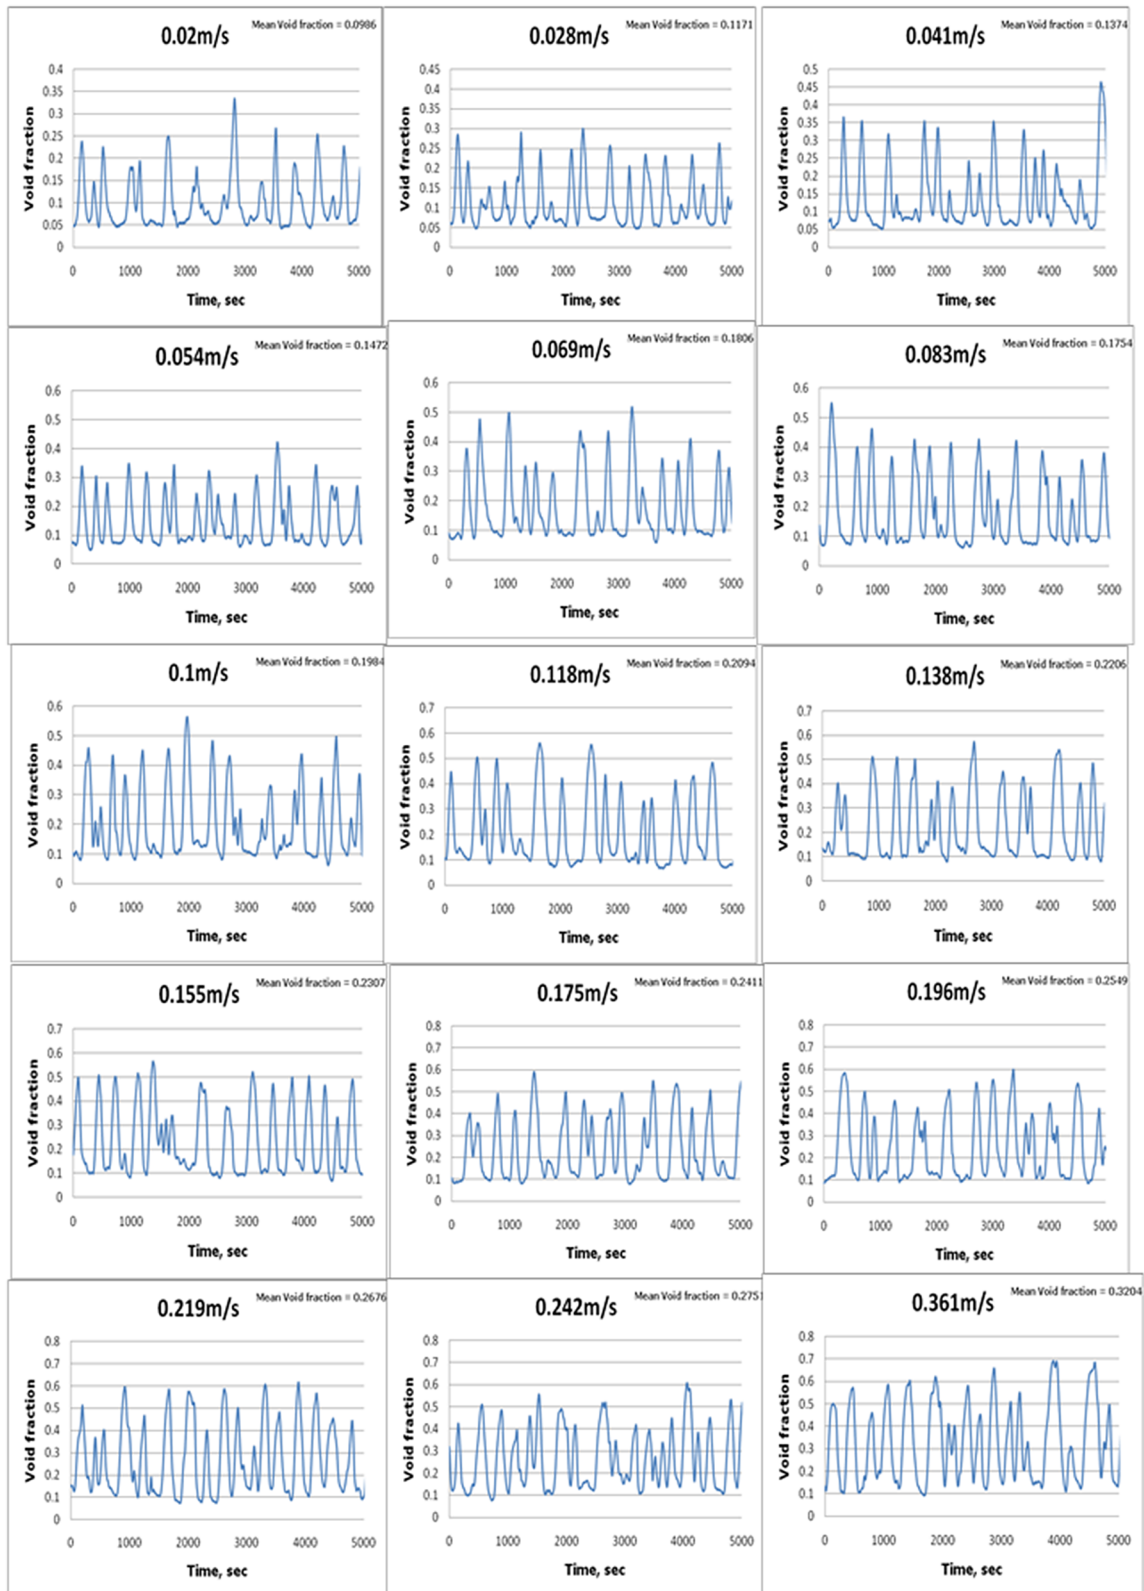 0.02m/s
Mean Void fraction = 0.0986
Void fraction
0.4
0.35
0.3
0.25
0.2
0.15
0.1
0.05
0
0 1000 2000 3000 4000 5000
Time, sec
0.028m/s
Mean Void fraction = 0.1171
Void fraction
0.45
0.4
0.35
0.3
0.25
0.2
0.15
0.1
0.05
0
0 1000 2000 3000 4000 5000
Time, sec
0.041m/s
Mean Void fraction = 0.1374
Void fraction
0.5
0.45
0.4
0.35
0.3
0.25
0.2
0.15
0.1
0.05
0
0 1000 2000 3000 4000 5000
Time, sec
0.054m/s
Mean Void fraction = 0.1472
Void fraction
0.6
0.5
0.4
0.3
0.2
0.1
0
0 1000 2000 3000 4000 5000
Time, sec
0.069m/s
Mean Void fraction = 0.1806
Void fraction
0.6
0.5
0.4
0.3
0.2
0.1
0
0 1000 2000 3000 4000 5000
Time, sec
0.083m/s
Mean Void fraction = 0.1754
Void fraction
0.6
0.5
0.4
0.3
0.2
0.1
0
0 1000 2000 3000 4000 5000
Time, sec
0.1m/s
Mean Void fraction = 0.1984
Void fraction
0.6
0.5
0.4
0.3
0.2
0.1
0
0 1000 2000 3000 4000 5000
Time, sec
0.118m/s
Mean Void fraction = 0.2094
Void fraction
0.7
0.6
0.5
0.4
0.3
0.2
0.1
0
0 1000 2000 3000 4000 5000
Time, sec
0.138m/s
Mean Void fraction = 0.2206
Void fraction
0.7
0.6
0.5
0.4
0.3
0.2
0.1
0
0 1000 2000 3000 4000 5000
Time, sec
0.155m/s
Mean Void fraction = 0.2307
Void fraction
0.7
0.6
0.5
0.4
0.3
0.2
0.1
0
0 1000 2000 3000 4000 5000
Time, sec
0.175m/s
Mean Void fraction = 0.2411
Void fraction
0.8
0.7
0.6
0.5
0.4
0.3
0.2
0.1
0
0 1000 2000 3000 4000 5000
Time, sec
0.196m/s
Mean Void fraction = 0.2549
Void fraction
0.8
0.7
0.6
0.5
0.4
0.3
0.2
0.1
0
0 1000 2000 3000 4000 5000
Time, sec
0.219m/s
Mean Void fraction = 0.2676
Void fraction
0.8
0.7
0.6
0.5
0.4
0.3
0.2
0.1
0
0 1000 2000 3000 4000 5000
Time, sec
0.242m/s
Mean Void fraction = 0.2751
Void fraction
0.8
0.7
0.6
0.5
0.4
0.3
0.2
0.1
0
0 1000 2000 3000 4000 5000
Time, sec
0.361m/s
Mean Void fraction = 0.3204
Void fraction
0.8
0.7
0.6
0.5
0.4
0.3
0.2
0.1
0
0 1000 2000 3000 4000 5000
Time, sec